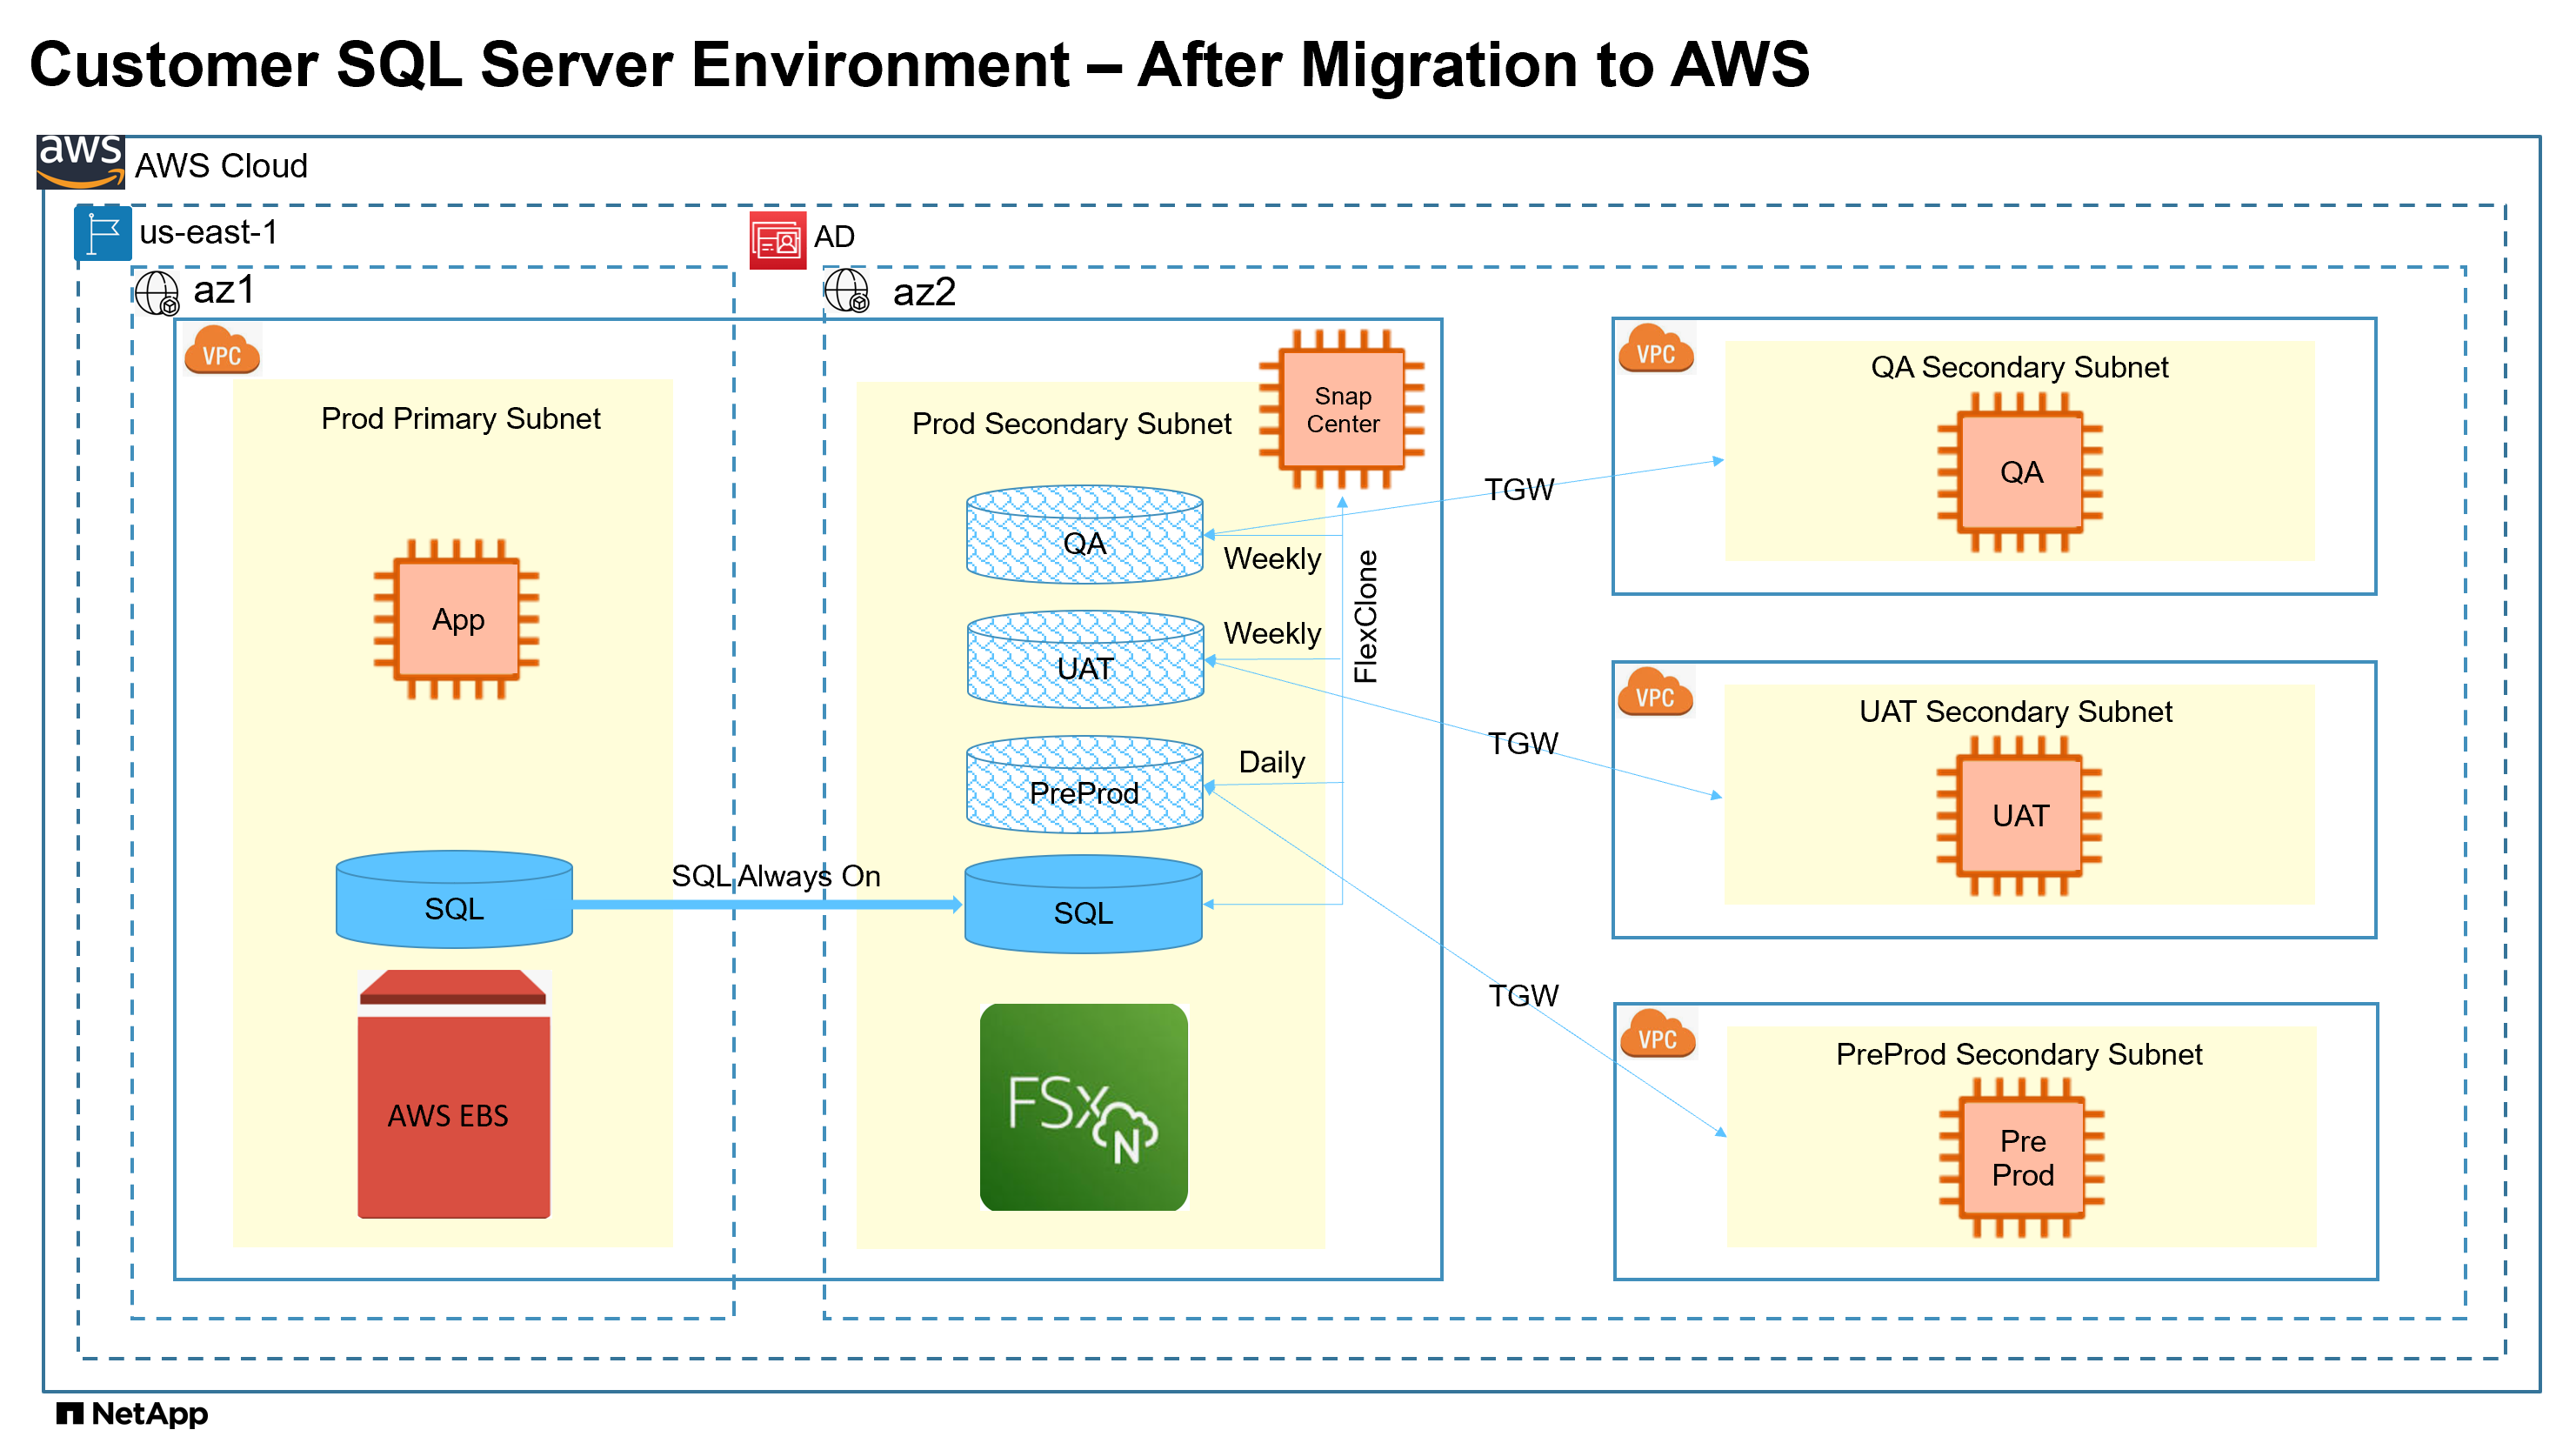 Customer SQL Server Environment – After Migration to AWS
aws
AWS Cloud
us-east-1
AD
az1
az2
VPC
Prod Primary Subnet
App
SQL
AWS EBS
SQL Always On
Prod Secondary Subnet
Snap
Center
QA
Weekly
UAT
Weekly
PreProd
Daily
SQL
FlexClone
FSx
N
TGW
TGW
TGW
VPC
QA Secondary Subnet
QA
VPC
UAT Secondary Subnet
UAT
VPC
PreProd Secondary Subnet
Pre
Prod
NetApp